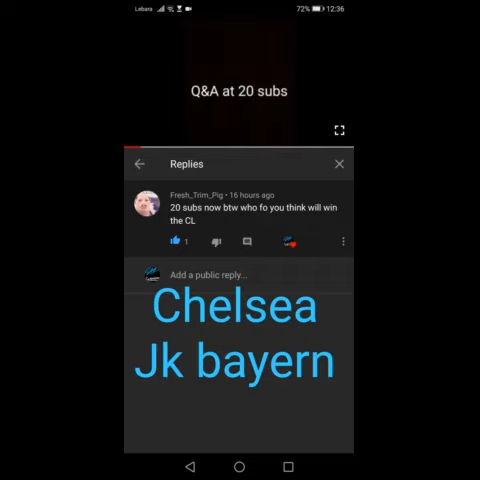 Lebara 72% 12:36
Q&A at 20 subs
Replies
Fresh_Trim_Pig • 16 hours ago
20 subs now btw who fo you think will win
the CL
1
Add a public reply...
Chelsea
Jk bayern